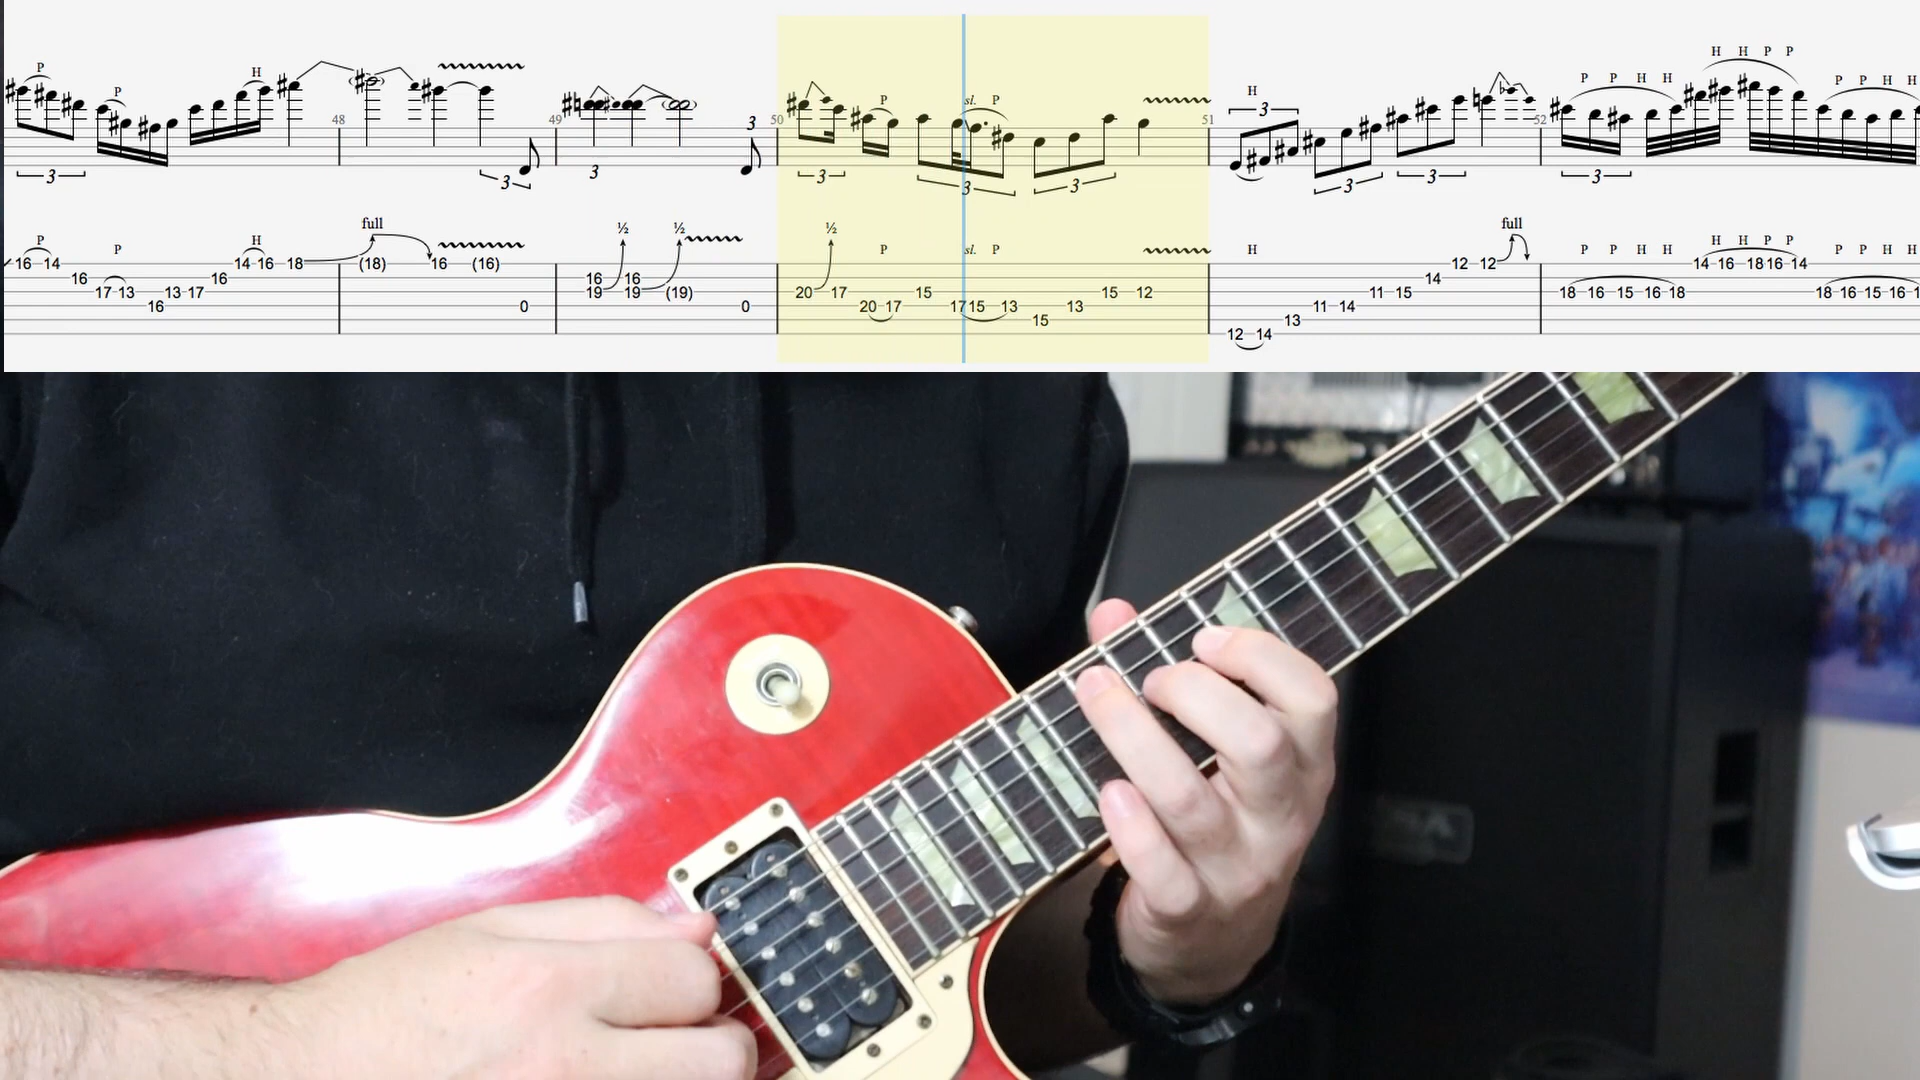 P P H H H P P
P H P P H H P P H H
P P sl. P H
48 49 50 51 52
3 3 3 3 3 3 3 3 3 3 3
full ½ ½ ½ full
P P H P sl. P H P P H H H H P P P P H H
16 14 14 16 18 (18) 16 (16) 12 12 14 16 18 16 14
16 16 16 16 14
17 13 19 19 (19) 20 17 15 15 12 11 15 18 16 15 16 18 18 16 15 16 1
16 13 17 0 0 20 17 17 15 13 13 11 14
15 13
12 14